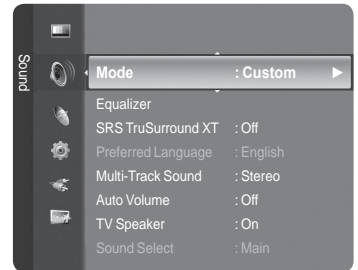 Sound
Mode : Custom
Equalizer
SRS TruSurround XT : Off
Preferred Language : English
Multi-Track Sound : Stereo
Auto Volume : Off
TV Speaker : On
Sound Select : Main